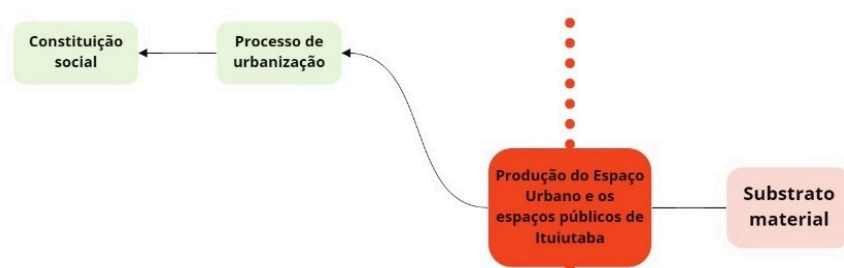 Constituição
social
Processo de
urbanização
Produção do Espaço
Urbano e os
espaços públicos de
Ituiutaba
Substrato
material